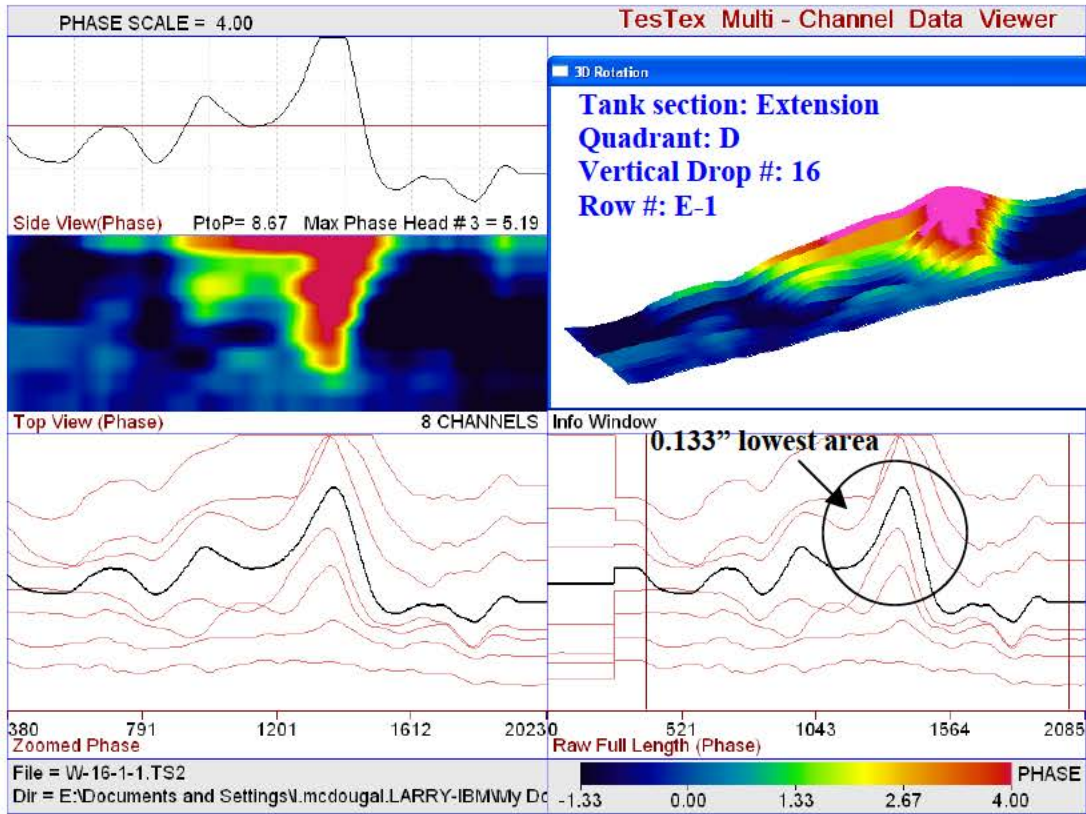 PHASE SCALE = 4.00
TesTex Multi - Channel Data Viewer
3D Rotation
Tank section: Extension
Quadrant: D
Vertical Drop #: 16
Row #: E-1
Side View(Phase) PtoP= 8.67 Max Phase Head # 3 = 5.19
Top View (Phase) 8 CHANNELS
Info Window
0.133” lowest area
380 791 1201 1612 2023
Zoomed Phase
0 521 1043 1564 2085
Raw Full Length (Phase)
File = W-16-1-1.TS2
Dir = E:\Documents and Settings\l.mcdougal.LARRY-IBM\My Do
PHASE
-1.33 0.00 1.33 2.67 4.00